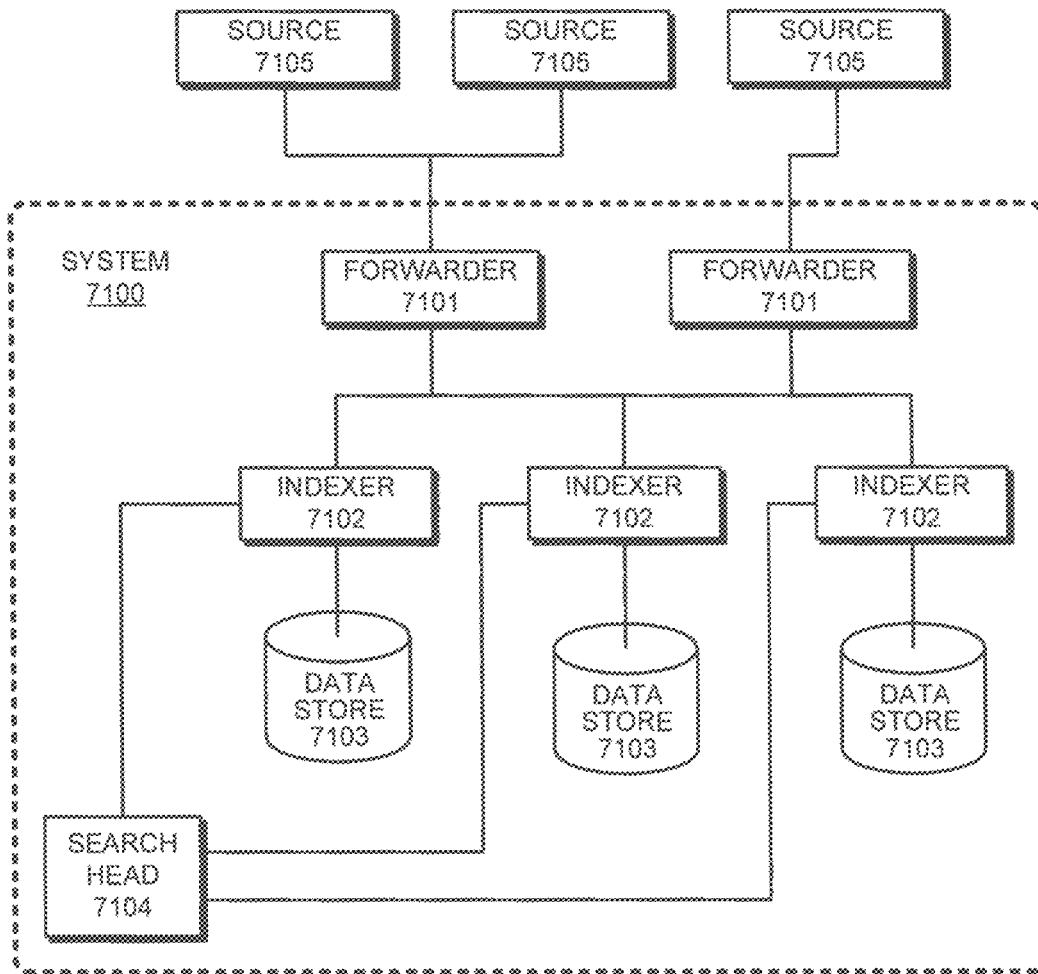 SOURCE
7105
SOURCE
7105
SOURCE
7105
SYSTEM
7100
FORWARDER
7101
FORWARDER
7101
INDEXER
7102
INDEXER
7102
INDEXER
7102
DATA
STORE
7103
DATA
STORE
7103
DATA
STORE
7103
SEARCH
HEAD
7104